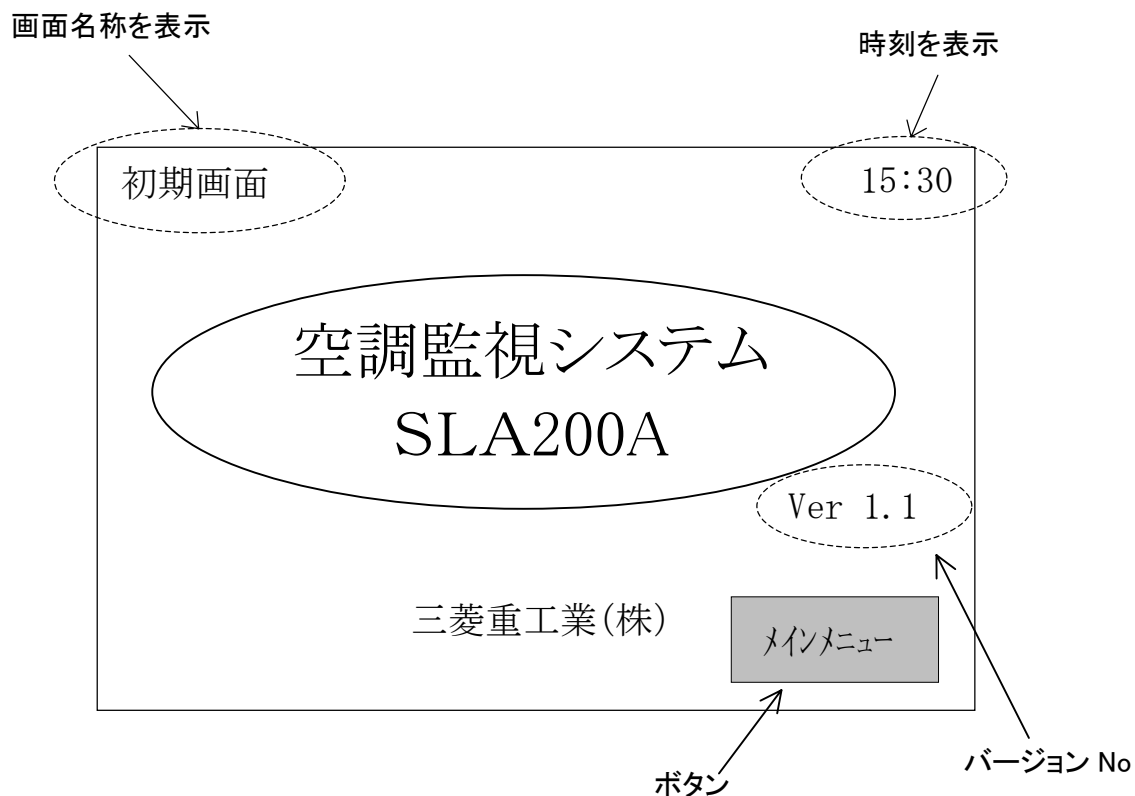 画面名称を表示
時刻を表示
初期画面
15:30
空調監視システム
SLA200A
Ver 1.1
三菱重工業(株)
メインメニュー
バージョン No
ボタン